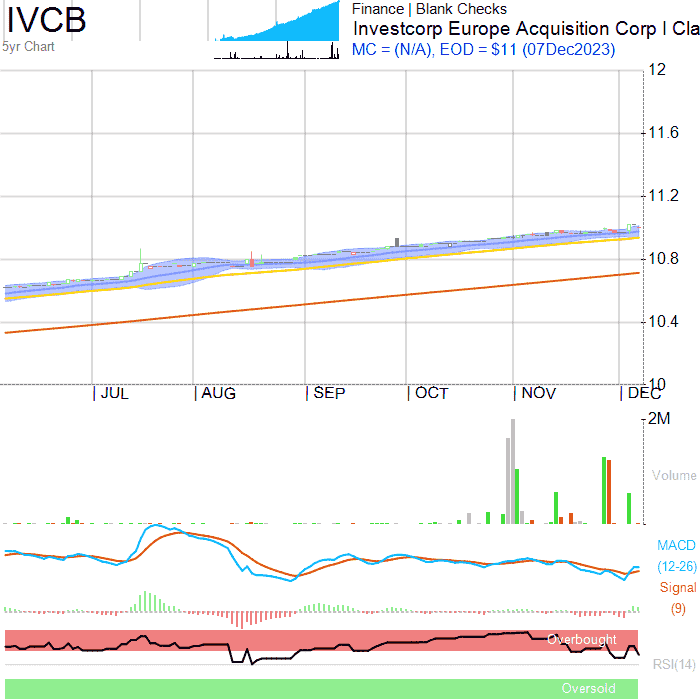 IVCB
5yr Chart
Finance | Blank Checks
Investcorp Europe Acquisition Corp I Cla
MC = (N/A), EOD = $11 (07Dec2023)
12
11.6
11.2
10.8
10.4
10
JUL AUG SEP OCT NOV DEC
2M
Volume
MACD
(12-26)
Signal
(9)
Overbought
RSI(14)
Oversold